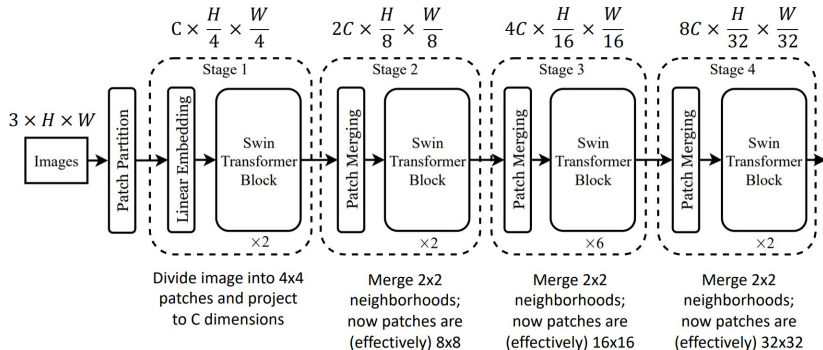 C × H/4 × W/4
2C × H/8 × W/8
4C × H/16 × W/16
8C × H/32 × W/32
3 × H × W
Images
Patch Partition
Stage 1
Linear Embedding
Swin
Transformer
Block
×2
Stage 2
Patch Merging
Swin
Transformer
Block
×2
Stage 3
Patch Merging
Swin
Transformer
Block
×6
Stage 4
Patch Merging
Swin
Transformer
Block
×2
Divide image into 4x4
patches and project
to C dimensions
Merge 2x2
neighborhoods;
now patches are
(effectively) 8x8
Merge 2x2
neighborhoods;
now patches are
(effectively) 16x16
Merge 2x2
neighborhoods;
now patches are
(effectively) 32x32